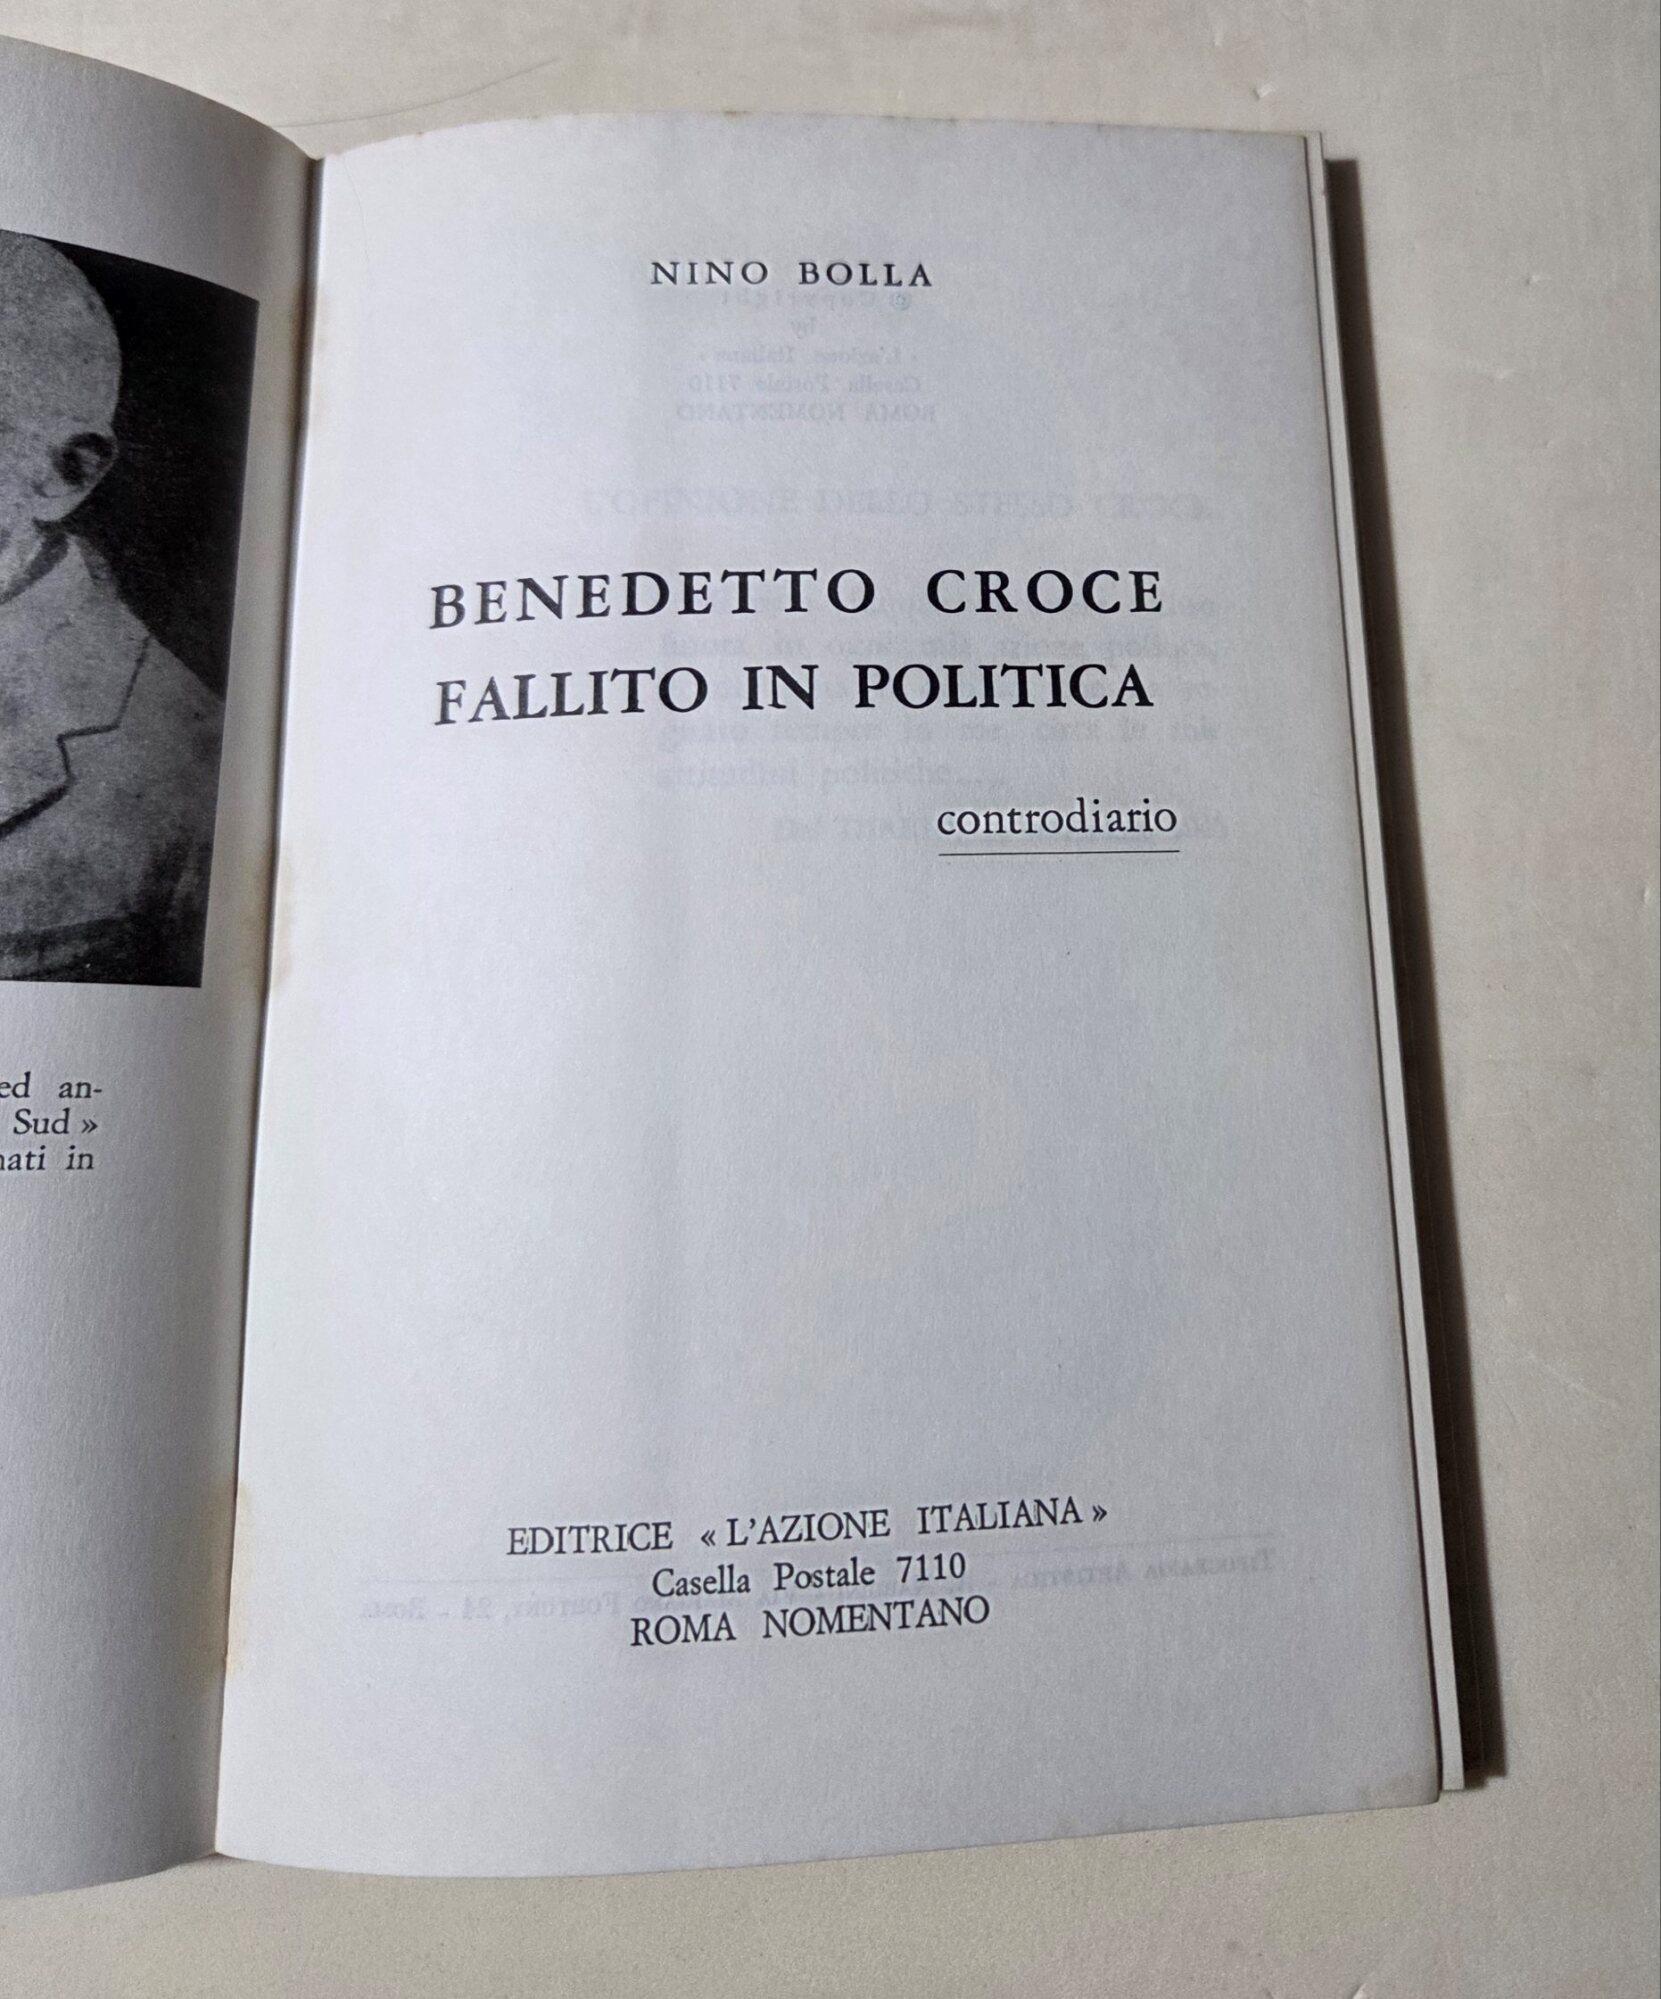 ed an-
Sud »
ati in
NINO BOLLA
BENEDETTO CROCE
FALLITO IN POLITICA
controdiario
EDITRICE « L'AZIONE ITALIANA »
Casella Postale 7110
ROMA NOMENTANO